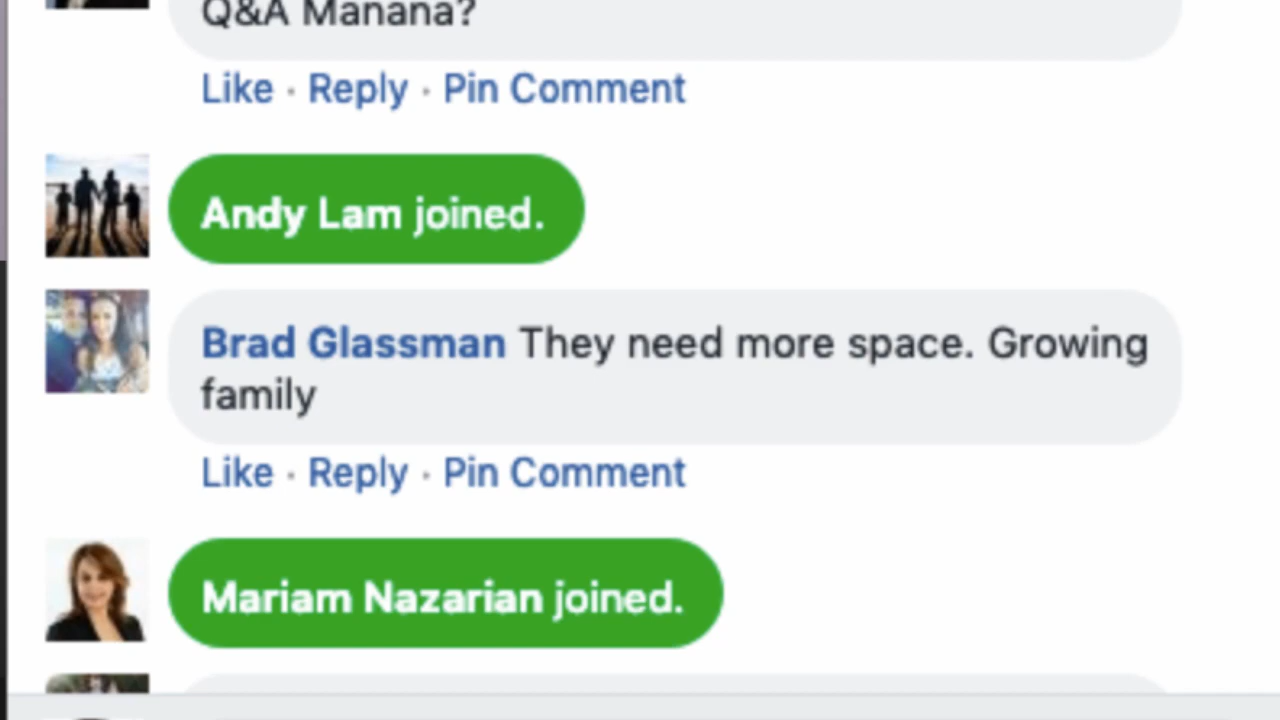 Q&A Manana?
Like · Reply · Pin Comment
Andy Lam joined.
Brad Glassman They need more space. Growing
family
Like · Reply · Pin Comment
Mariam Nazarian joined.